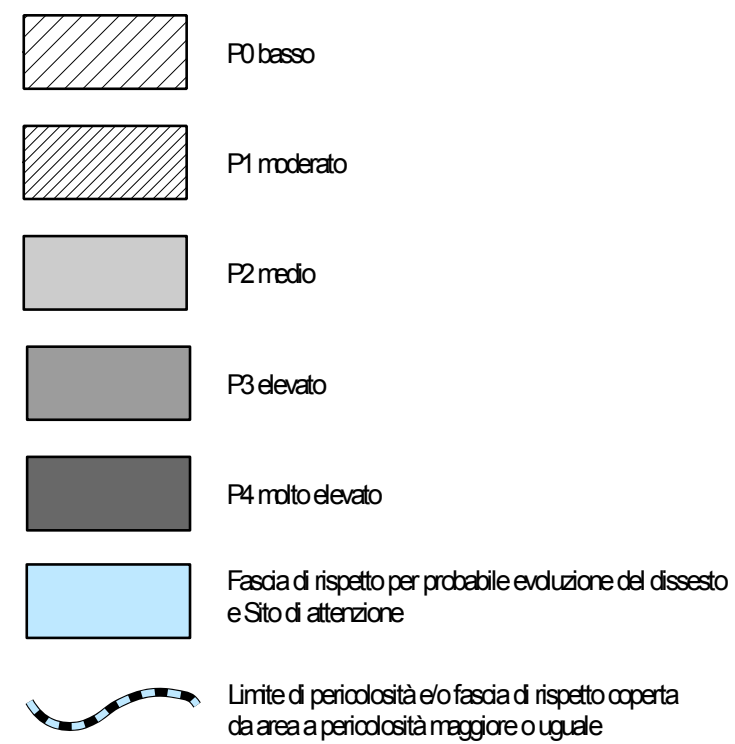 P0 basso
P1 moderato
P2 medio
P3 elevato
P4 molto elevato
Fascia di rispetto per probabile evoluzione del dissesto
e Sito di attenzione
Limite di pericolosità e/o fascia di rispetto coperta
da area a pericolosità maggiore o uguale